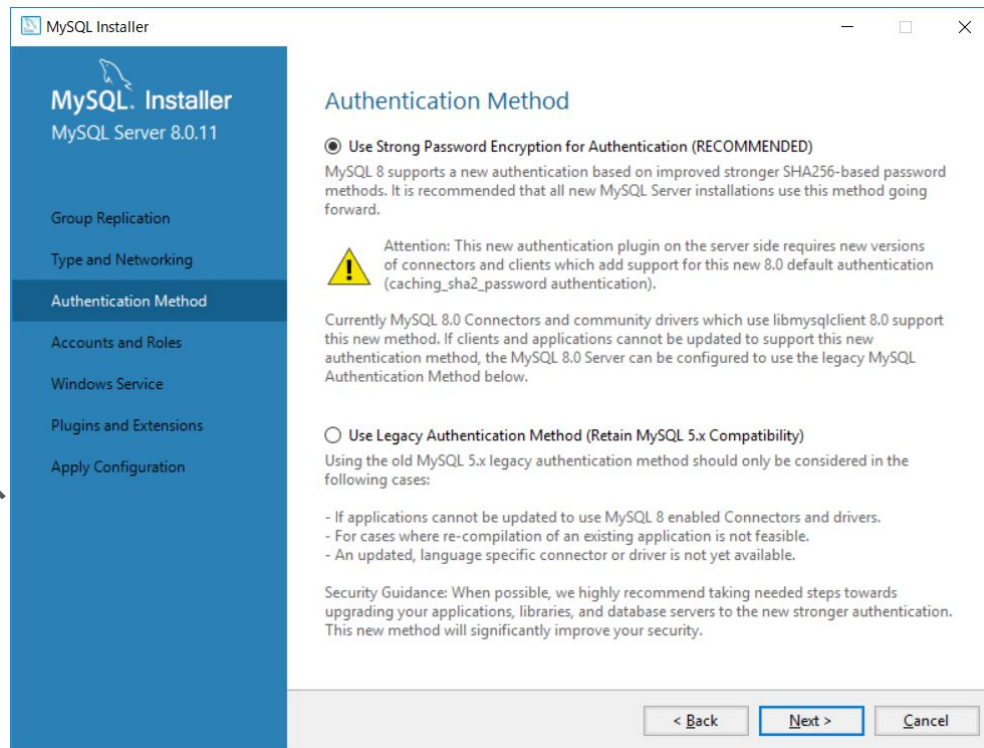 MySQL Installer
MySQL. Installer
MySQL Server 8.0.11
Group Replication
Type and Networking
Authentication Method
Accounts and Roles
Windows Service
Plugins and Extensions
Apply Configuration
Authentication Method
Use Strong Password Encryption for Authentication (RECOMMENDED)
MySQL 8 supports a new authentication based on improved stronger SHA256-based password
methods. It is recommended that all new MySQL Server installations use this method going
forward.
Attention: This new authentication plugin on the server side requires new versions
of connectors and clients which add support for this new 8.0 default authentication
(caching_sha2_password authentication).
Currently MySQL 8.0 Connectors and community drivers which use libmysqlclient 8.0 support
this new method. If clients and applications cannot be updated to support this new
authentication method, the MySQL 8.0 Server can be configured to use the legacy MySQL
Authentication Method below.
Use Legacy Authentication Method (Retain MySQL 5.x Compatibility)
Using the old MySQL 5.x legacy authentication method should only be considered in the
following cases:
- If applications cannot be updated to use MySQL 8 enabled Connectors and drivers.
- For cases where re-compilation of an existing application is not feasible.
- An updated, language specific connector or driver is not yet available.
Security Guidance: When possible, we highly recommend taking needed steps towards
upgrading your applications, libraries, and database servers to the new stronger authentication.
This new method will significantly improve your security.
< Back
Next >
Cancel